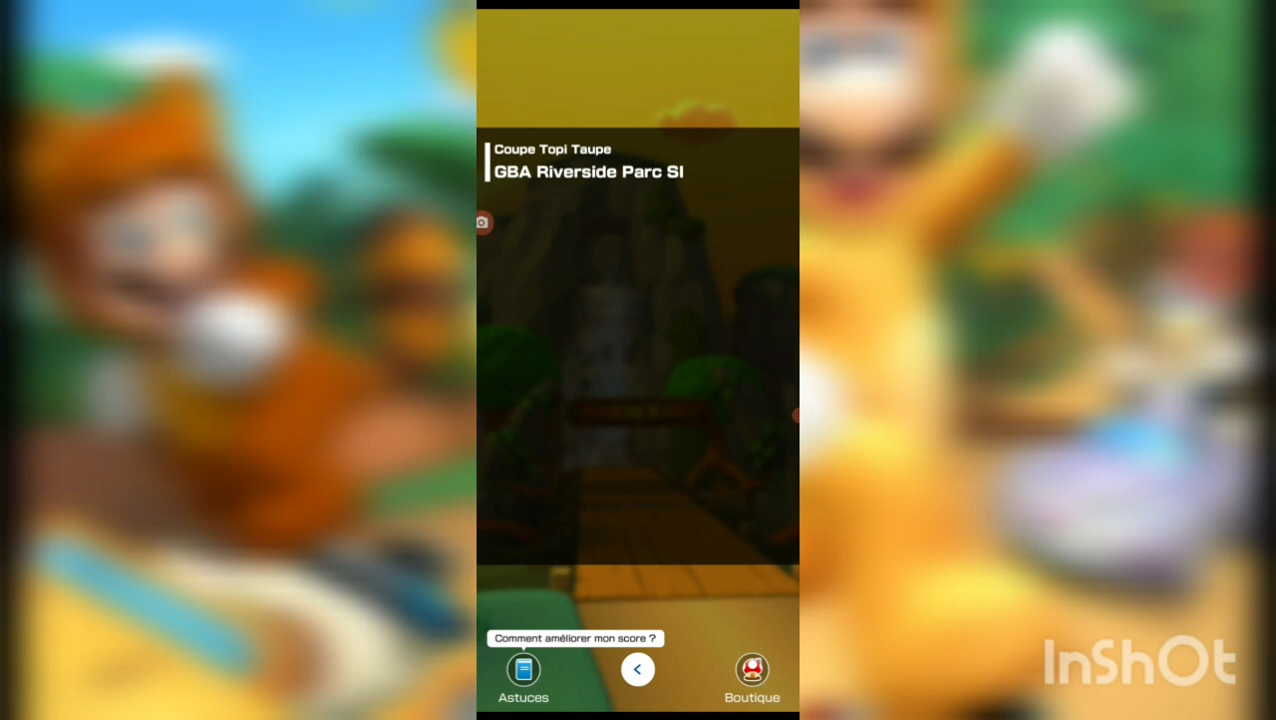 Coupe Topi Taupe
GBA Riverside Parc SI
Comment améliorer mon score ?
Astuces
Boutique
InShOt